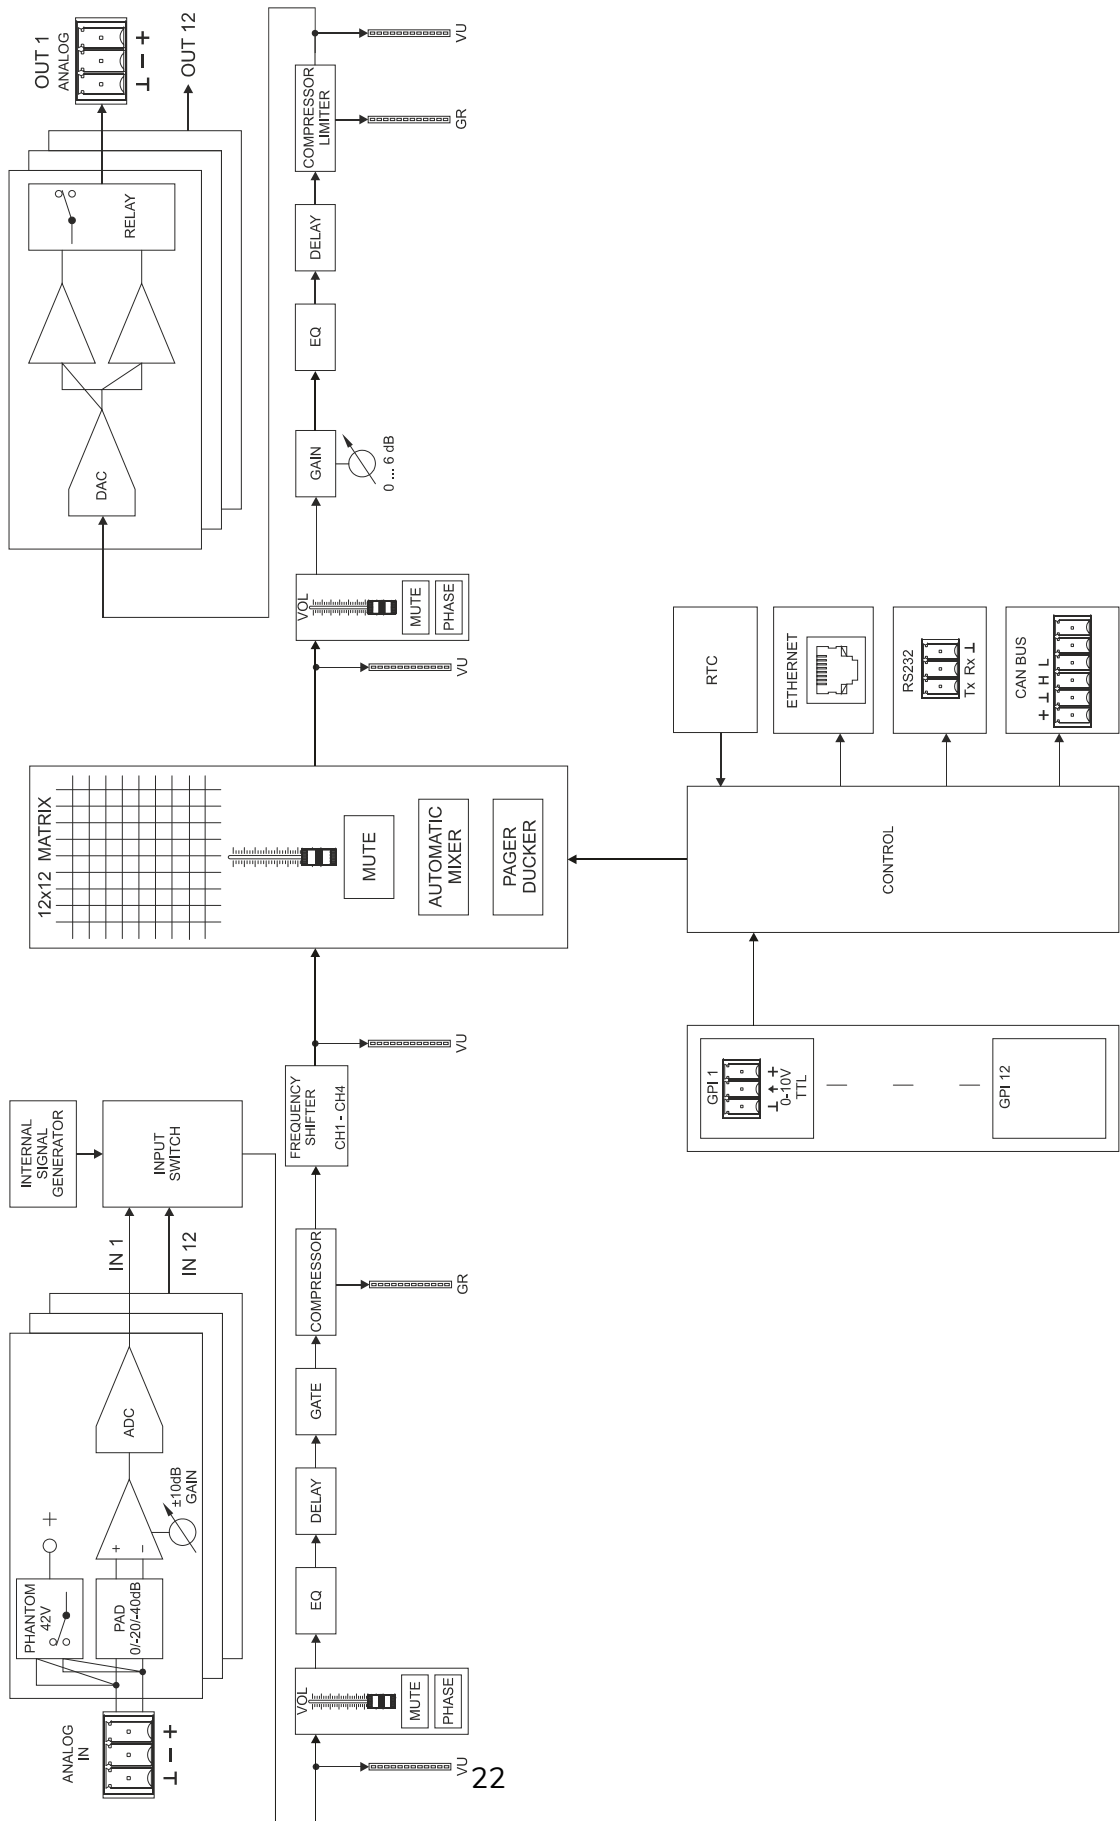 ANALOG
IN
⊥ – +
PHANTOM
42V
+
PAD
0/-20/-40dB
+
–
±10dB
GAIN
ADC
IN 1
IN 12
INTERNAL
SIGNAL
GENERATOR
INPUT
SWITCH
VU
VOL
MUTE
PHASE
EQ
DELAY
GATE
COMPRESSOR
GR
FREQUENCY
SHIFTER
CH1 - CH4
VU
12x12 MATRIX
MUTE
AUTOMATIC
MIXER
PAGER
DUCKER
VU
VOL
MUTE
PHASE
GAIN
0 ... 6 dB
EQ
DELAY
COMPRESSOR
LIMITER
GR
VU
DAC
RELAY
OUT 1
ANALOG
⊥ – +
OUT 12
GPI 1
⊥ ↑ +
0-10V
TTL
GPI 12
CONTROL
RTC
ETHERNET
RS232
Tx Rx ⊥
CAN BUS
+ ⊥ H L
22